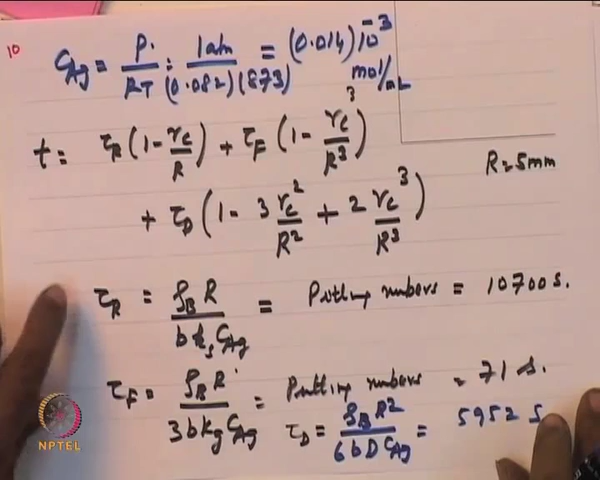 10
C_Ag = P / RT = 1 atm / (0.082)(873) = (0.014) 10^-3 mol/mL
t = τ_R (1 - r_c/R) + τ_F (1 - r_c^3/R^3)
R = 5mm
+ τ_D (1 - 3 r_c^2/R^2 + 2 r_c^3/R^3)
τ_R = ρ_B R / b k_s C_Ag = Putting numbers = 10700 s.
τ_F = ρ_B R / 3 b k_g C_Ag = Putting numbers = 71 s.
τ_D = ρ_B R^2 / 6 b D C_Ag = 5952 s
NPTEL